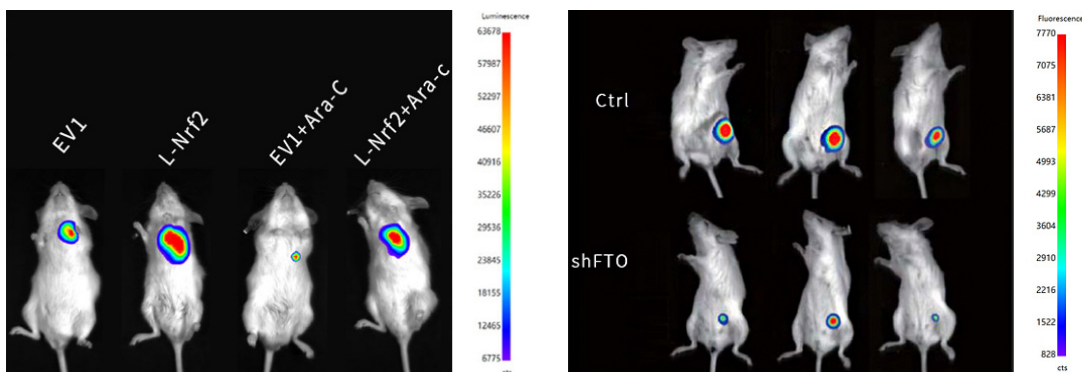 EV1
L-Nrf2
EV1+Ara-C
L-Nrf2+Ara-c
Luminescence
63678
57987
52297
46607
40916
35226
29536
23845
18155
12465
6775
cts
Ctrl
shFTO
Fluorescence
7770
7075
6381
5687
4993
4299
3604
2910
2216
1522
828
cts